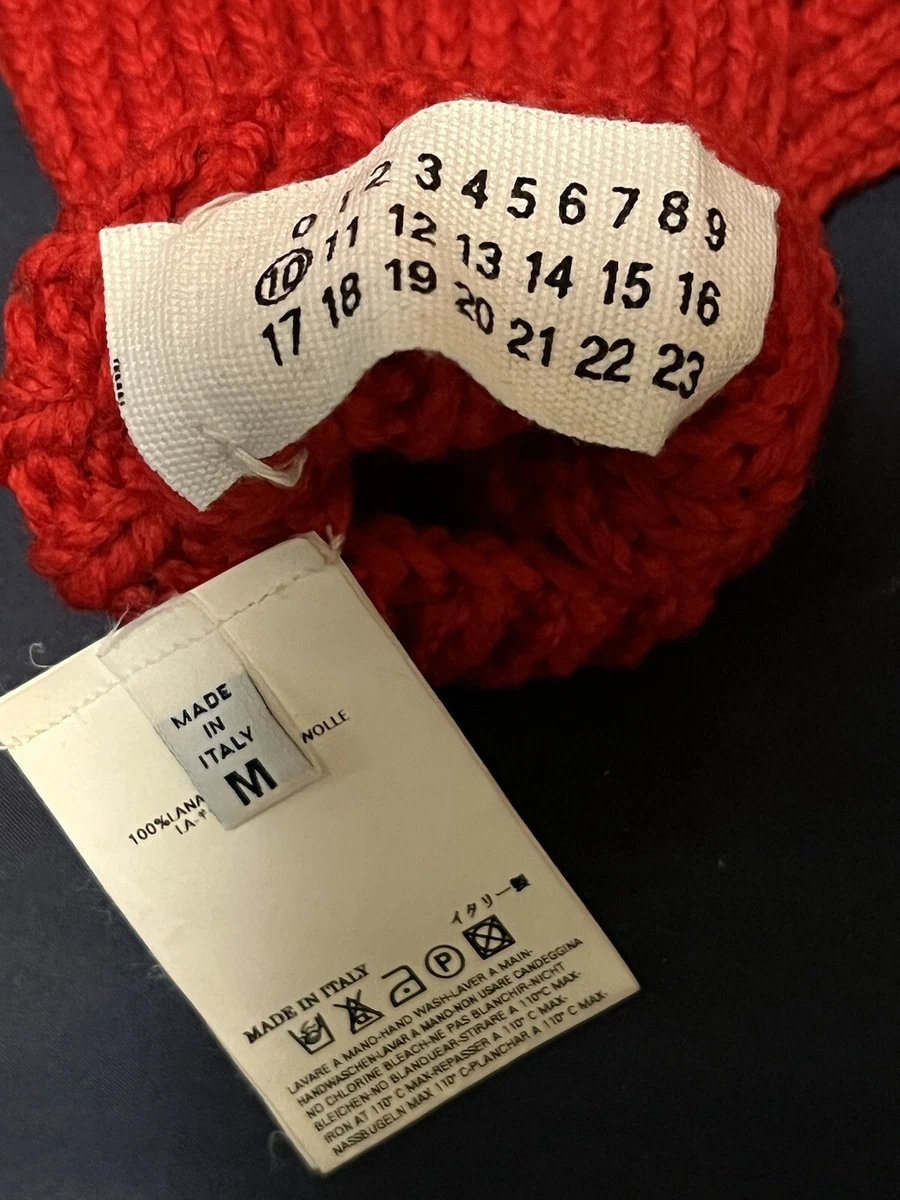 0 1 2 3 4 5 6 7 8 9
10 11 12 13 14 15 16
17 18 19 20 21 22 23
MADE
IN
ITALY
M
100%LANA
WOLLE
イタリー製
MADE IN ITALY
P
LAVARE A MANO-HAND WASH-LAVER A MAIN-
HANDWASCHEN-LAVAR A MANO-NON USARE CANDEGGINA
NO CHLORINE BLEACH-NE PAS BLANCHIR-NICHT
BLEICHEN-NO BLANQUEAR-STIRARE A 110°C MAX-
IRON AT 110° C MAX-REPASSER A 110° C MAX-
NASSBUGELN MAX 110° C-PLANCHAR A 110° C MAX-